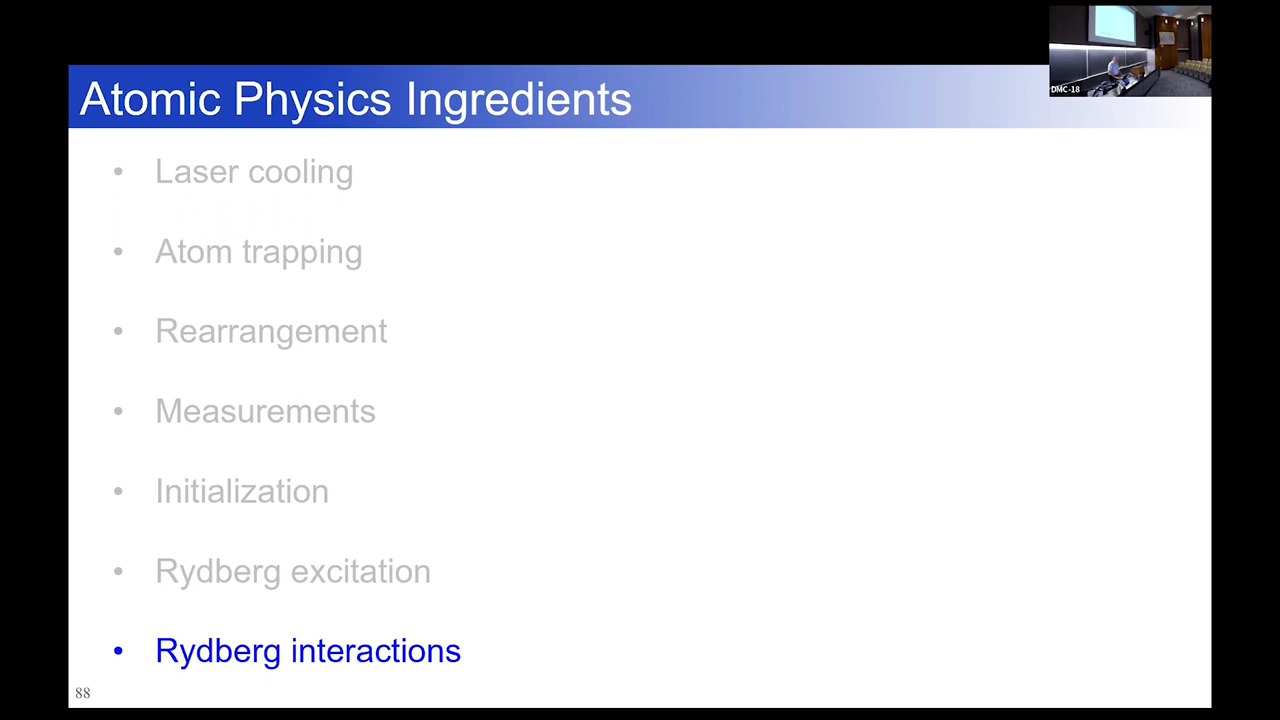 Atomic Physics Ingredients
DMC-18
• Laser cooling
• Atom trapping
• Rearrangement
• Measurements
• Initialization
• Rydberg excitation
• Rydberg interactions
88